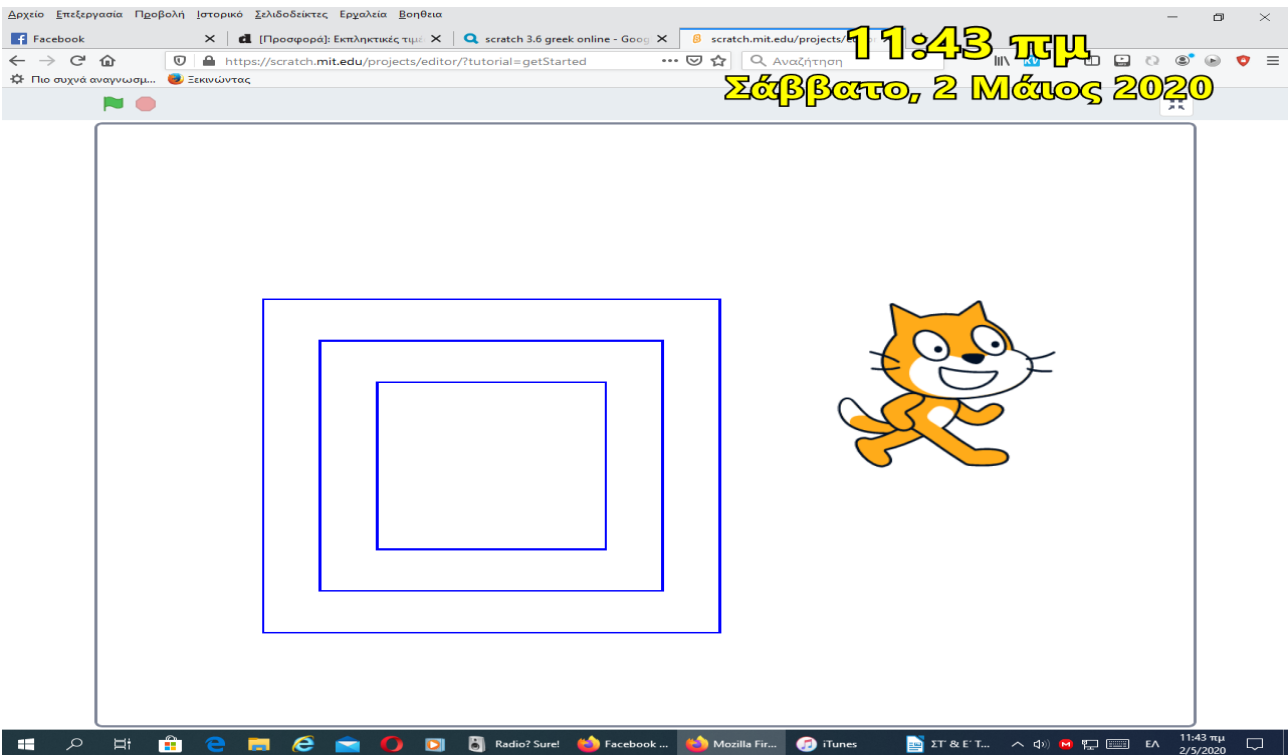 Αρχείο Επεξεργασία Προβολή Ιστορικό Σελιδοδείκτες Εργαλεία Βοηθεια
Facebook
[Προσφορά]: Εκπληκτικές τιμ
scratch 3.6 greek online - Goog
scratch.mit.edu/projects/
11:43 πμ
https://scratch.mit.edu/projects/editor/?tutorial=getStarted
Αναζήτηση
Πιο συχνά αναγνωσμ...
Ξεκινώντας
Σάββατο, 2 Μάιος 2020
Radio? Sure!
Facebook ...
Mozilla Fir...
iTunes
ΣΤ' & Ε' Τ...
ΕΛ
11:43 πμ
2/5/2020